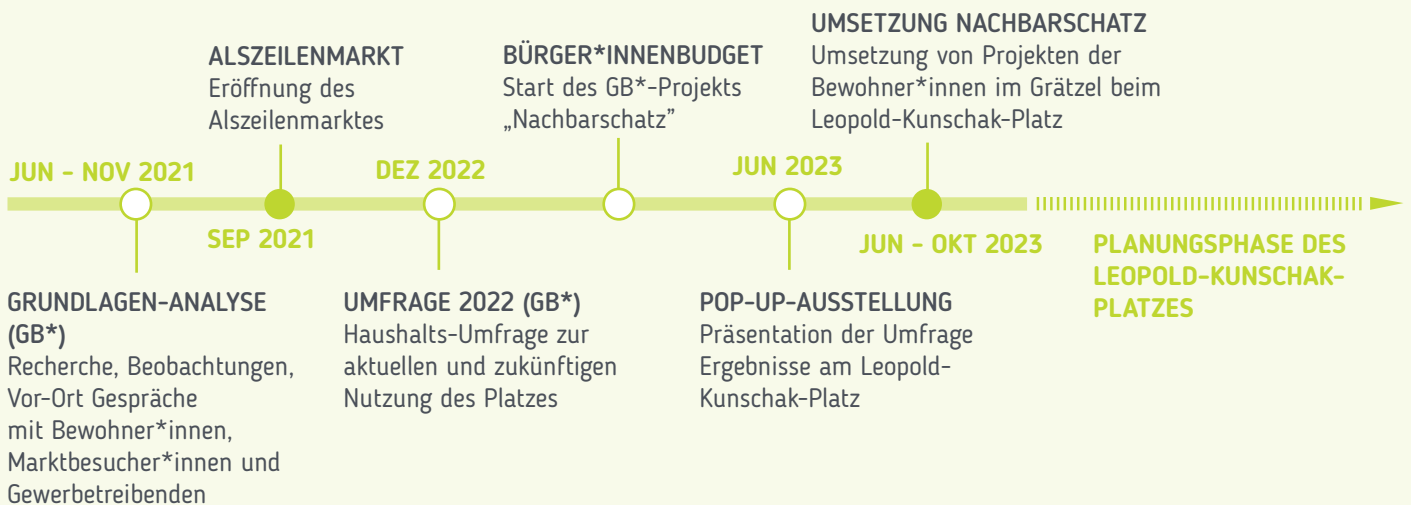 JUN - NOV 2021
GRUNDLAGEN-ANALYSE
(GB*)
Recherche, Beobachtungen,
Vor-Ort Gespräche
mit Bewohner*innen,
Marktbesucher*innen und
Gewerbetreibenden
ALSZEILENMARKT
Eröffnung des
Alszeilenmarktes
SEP 2021
DEZ 2022
UMFRAGE 2022 (GB*)
Haushalts-Umfrage zur
aktuellen und zukünftigen
Nutzung des Platzes
BÜRGER*INNENBUDGET
Start des GB*-Projekts
„Nachbarschatz”
JUN 2023
POP-UP-AUSSTELLUNG
Präsentation der Umfrage
Ergebnisse am Leopold-
Kunschak-Platz
UMSETZUNG NACHBARSCHATZ
Umsetzung von Projekten der
Bewohner*innen im Grätzel beim
Leopold-Kunschak-Platz
JUN - OKT 2023
PLANUNGSPHASE DES
LEOPOLD-KUNSCHAK-
PLATZES